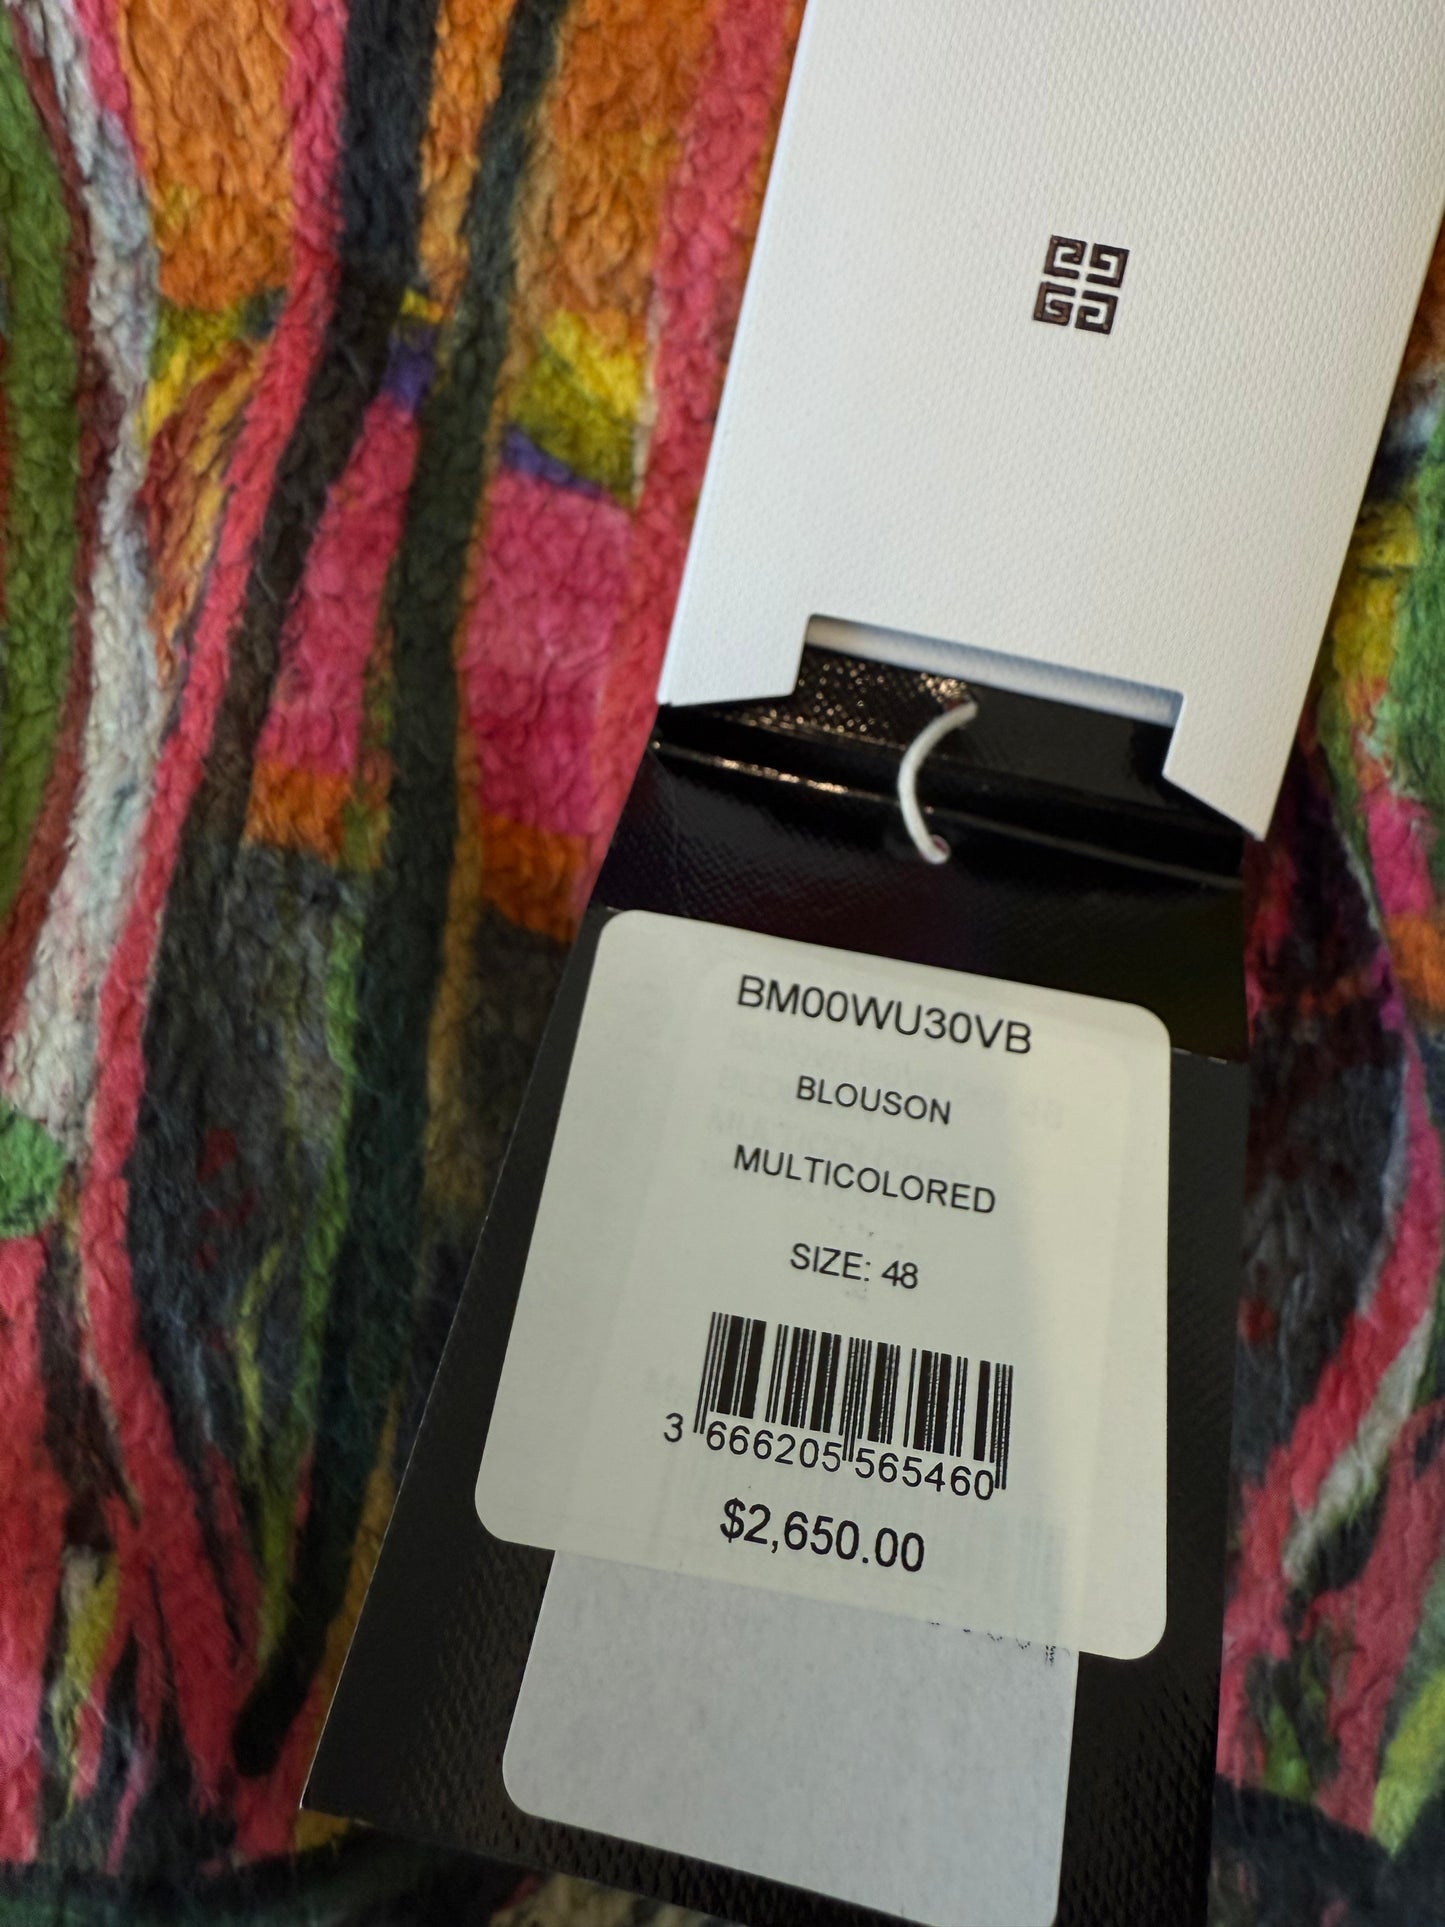 BM00WU30VB
BLOUSON
MULTICOLORED
SIZE: 48
3 666205 565460
$2,650.00